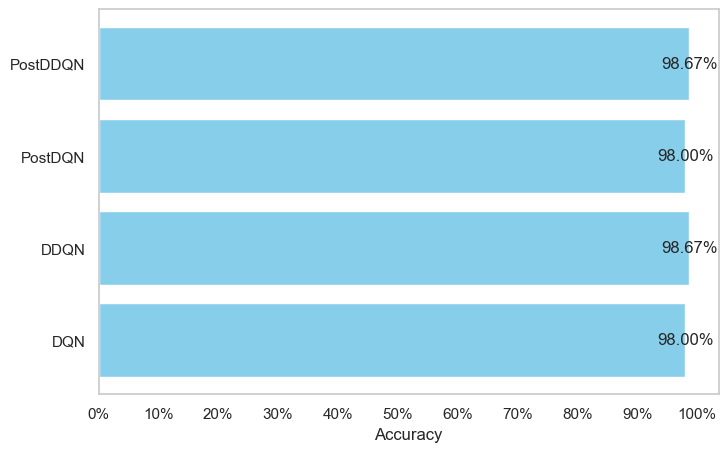 PostDDQN 98.67%
PostDQN 98.00%
DDQN 98.67%
DQN 98.00%
0% 10% 20% 30% 40% 50% 60% 70% 80% 90% 100%
Accuracy